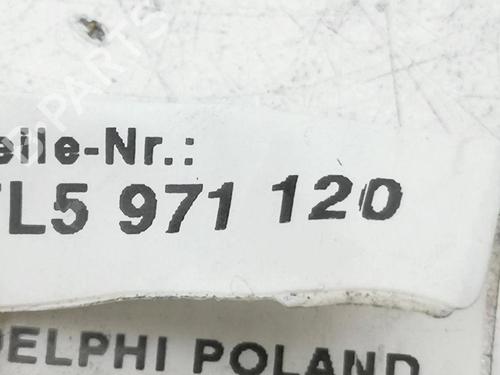 eile-Nr.:
7L5 971 120
DELPHI POLAND